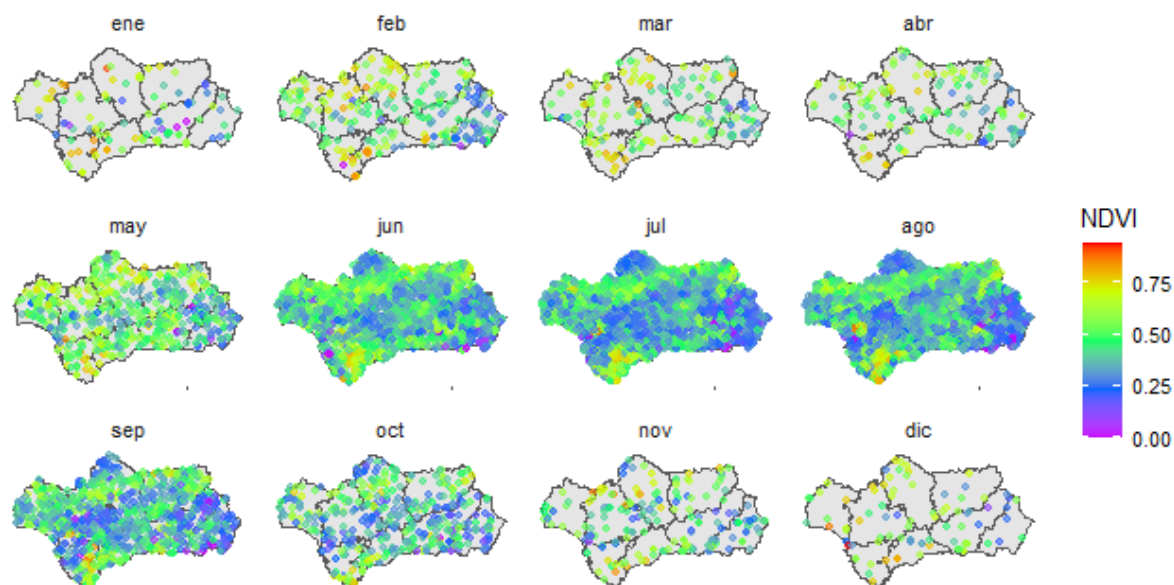 ene
feb
mar
abr
may
jun
jul
ago
NDVI
0.75
0.50
0.25
0.00
sep
oct
nov
dic